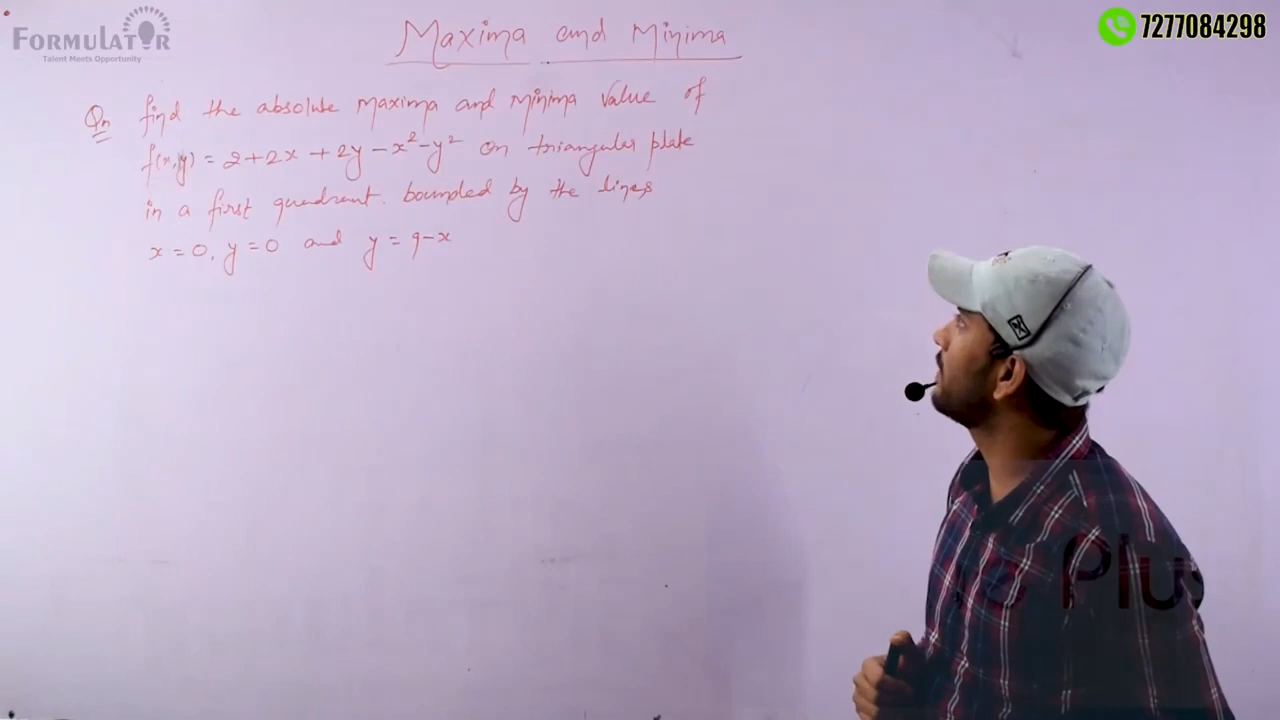 FORMULATOR
Talent Meets Opportunity
Maxima and Minima
7277084298
Qn find the absolute Maxima and Minima Value of
f(x,y) = 2+2x+2y-x²-y² on triangular plate
in a first quadrant. bounded by the lines
x=0, y=0 and y=9-x
Plus